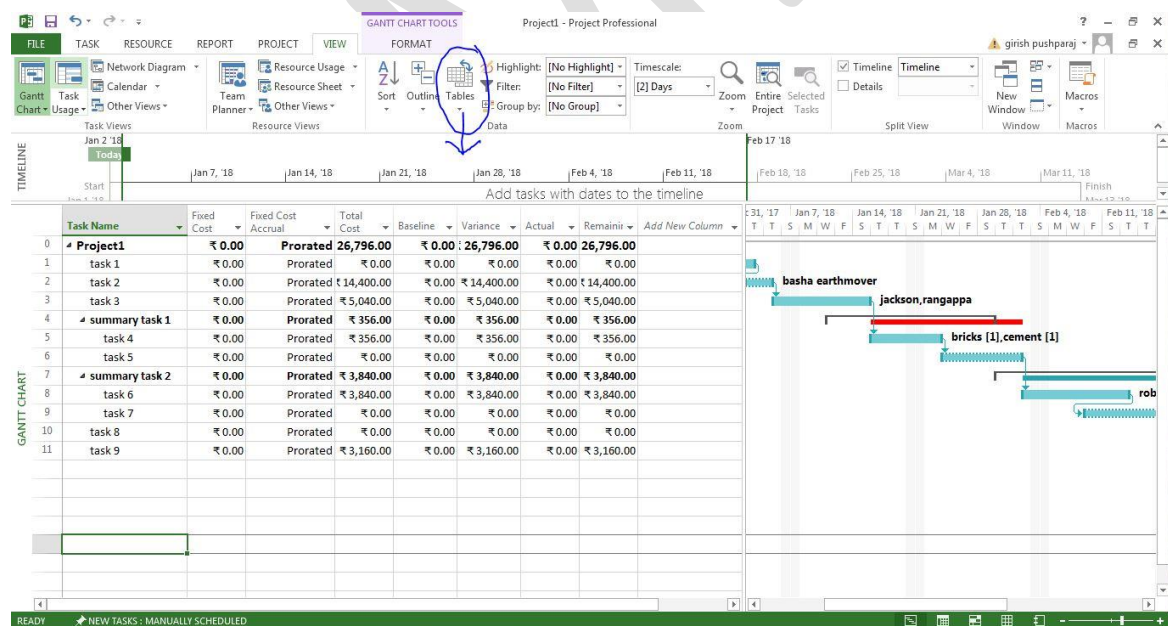 GANTT CHART TOOLS Project1 - Project Professional ?
FILE TASK RESOURCE REPORT PROJECT VIEW FORMAT girish pushparaj
Network Diagram Resource Usage Highlight: [No Highlight] Timescale: Timeline Timeline
Calendar Resource Sheet Filter: [No Filter] [2] Days Details
Gantt Chart Task Usage Other Views Team Planner Other Views Sort Outline Tables Group by: [No Group] Zoom Entire Project Selected Tasks New Window Macros
Task Views Resource Views Data Zoom Split View Window Macros
TIMELINE
Jan 2 '18 Feb 17 '18
Today
Jan 7, '18 Jan 14, '18 Jan 21, '18 Jan 28, '18 Feb 4, '18 Feb 11, '18 Feb 18, '18 Feb 25, '18 Mar 4, '18 Mar 11, '18
Start Finish
Add tasks with dates to the timeline
GANTT CHART
Task Name Fixed Cost Fixed Cost Accrual Total Cost Baseline Variance Actual Remainin Add New Column
31, '17 Jan 7, '18 Jan 14, '18 Jan 21, '18 Jan 28, '18 Feb 4, '18 Feb 11, '18
T T S M W F S T T S M W F S T T S M W F S T T
0 Project1 ₹ 0.00 Prorated 26,796.00 ₹ 0.00 26,796.00 ₹ 0.00 26,796.00
1 task 1 ₹ 0.00 Prorated ₹ 0.00 ₹ 0.00 ₹ 0.00 ₹ 0.00 ₹ 0.00
2 task 2 ₹ 0.00 Prorated ₹ 14,400.00 ₹ 0.00 ₹ 14,400.00 ₹ 0.00 ₹ 14,400.00 basha earthmover
3 task 3 ₹ 0.00 Prorated ₹ 5,040.00 ₹ 0.00 ₹ 5,040.00 ₹ 0.00 ₹ 5,040.00 jackson,rangappa
4 summary task 1 ₹ 0.00 Prorated ₹ 356.00 ₹ 0.00 ₹ 356.00 ₹ 0.00 ₹ 356.00
5 task 4 ₹ 0.00 Prorated ₹ 356.00 ₹ 0.00 ₹ 356.00 ₹ 0.00 ₹ 356.00 bricks [1],cement [1]
6 task 5 ₹ 0.00 Prorated ₹ 0.00 ₹ 0.00 ₹ 0.00 ₹ 0.00 ₹ 0.00
7 summary task 2 ₹ 0.00 Prorated ₹ 3,840.00 ₹ 0.00 ₹ 3,840.00 ₹ 0.00 ₹ 3,840.00
8 task 6 ₹ 0.00 Prorated ₹ 3,840.00 ₹ 0.00 ₹ 3,840.00 ₹ 0.00 ₹ 3,840.00 rob
9 task 7 ₹ 0.00 Prorated ₹ 0.00 ₹ 0.00 ₹ 0.00 ₹ 0.00 ₹ 0.00
10 task 8 ₹ 0.00 Prorated ₹ 0.00 ₹ 0.00 ₹ 0.00 ₹ 0.00 ₹ 0.00
11 task 9 ₹ 0.00 Prorated ₹ 3,160.00 ₹ 0.00 ₹ 3,160.00 ₹ 0.00 ₹ 3,160.00
READY NEW TASKS : MANUALLY SCHEDULED